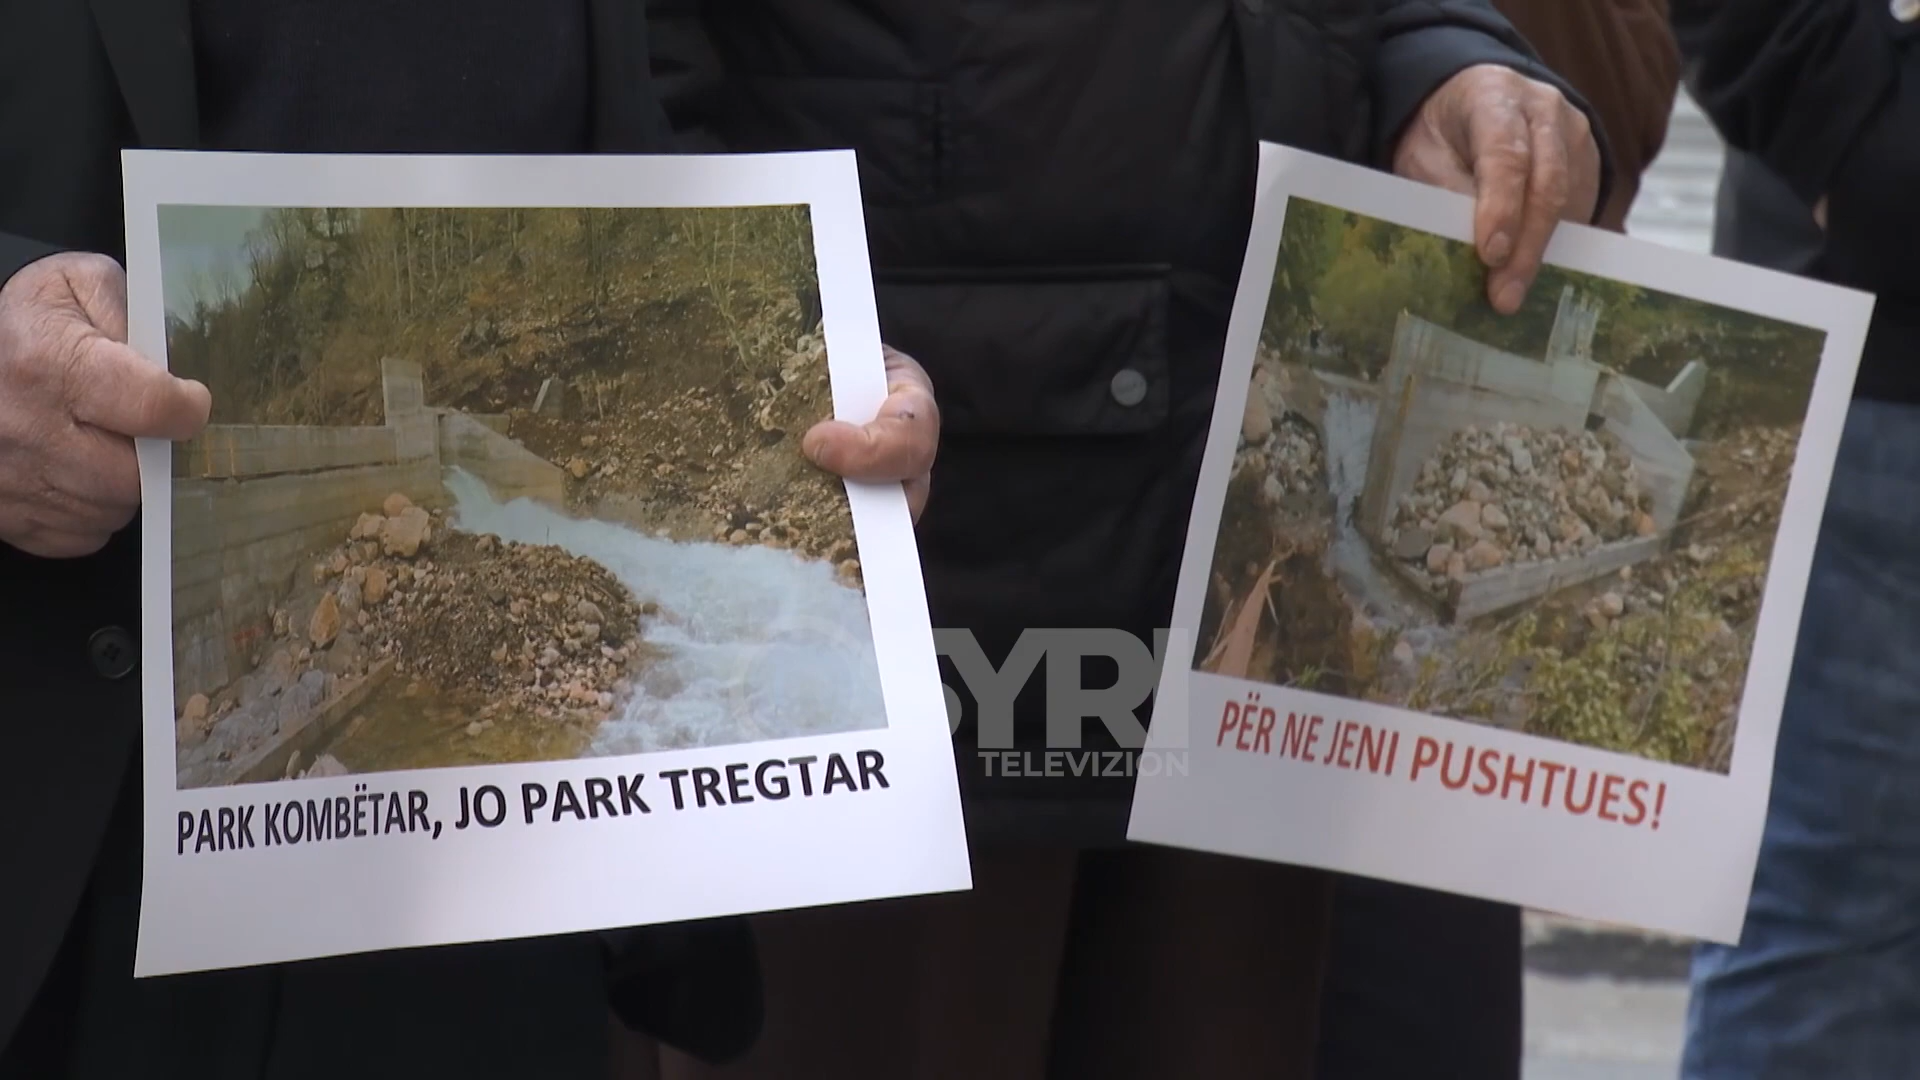 PARK KOMBËTAR, JO PARK TREGTAR
PËR NE JENI PUSHTUES!
SYRI
TELEVIZION